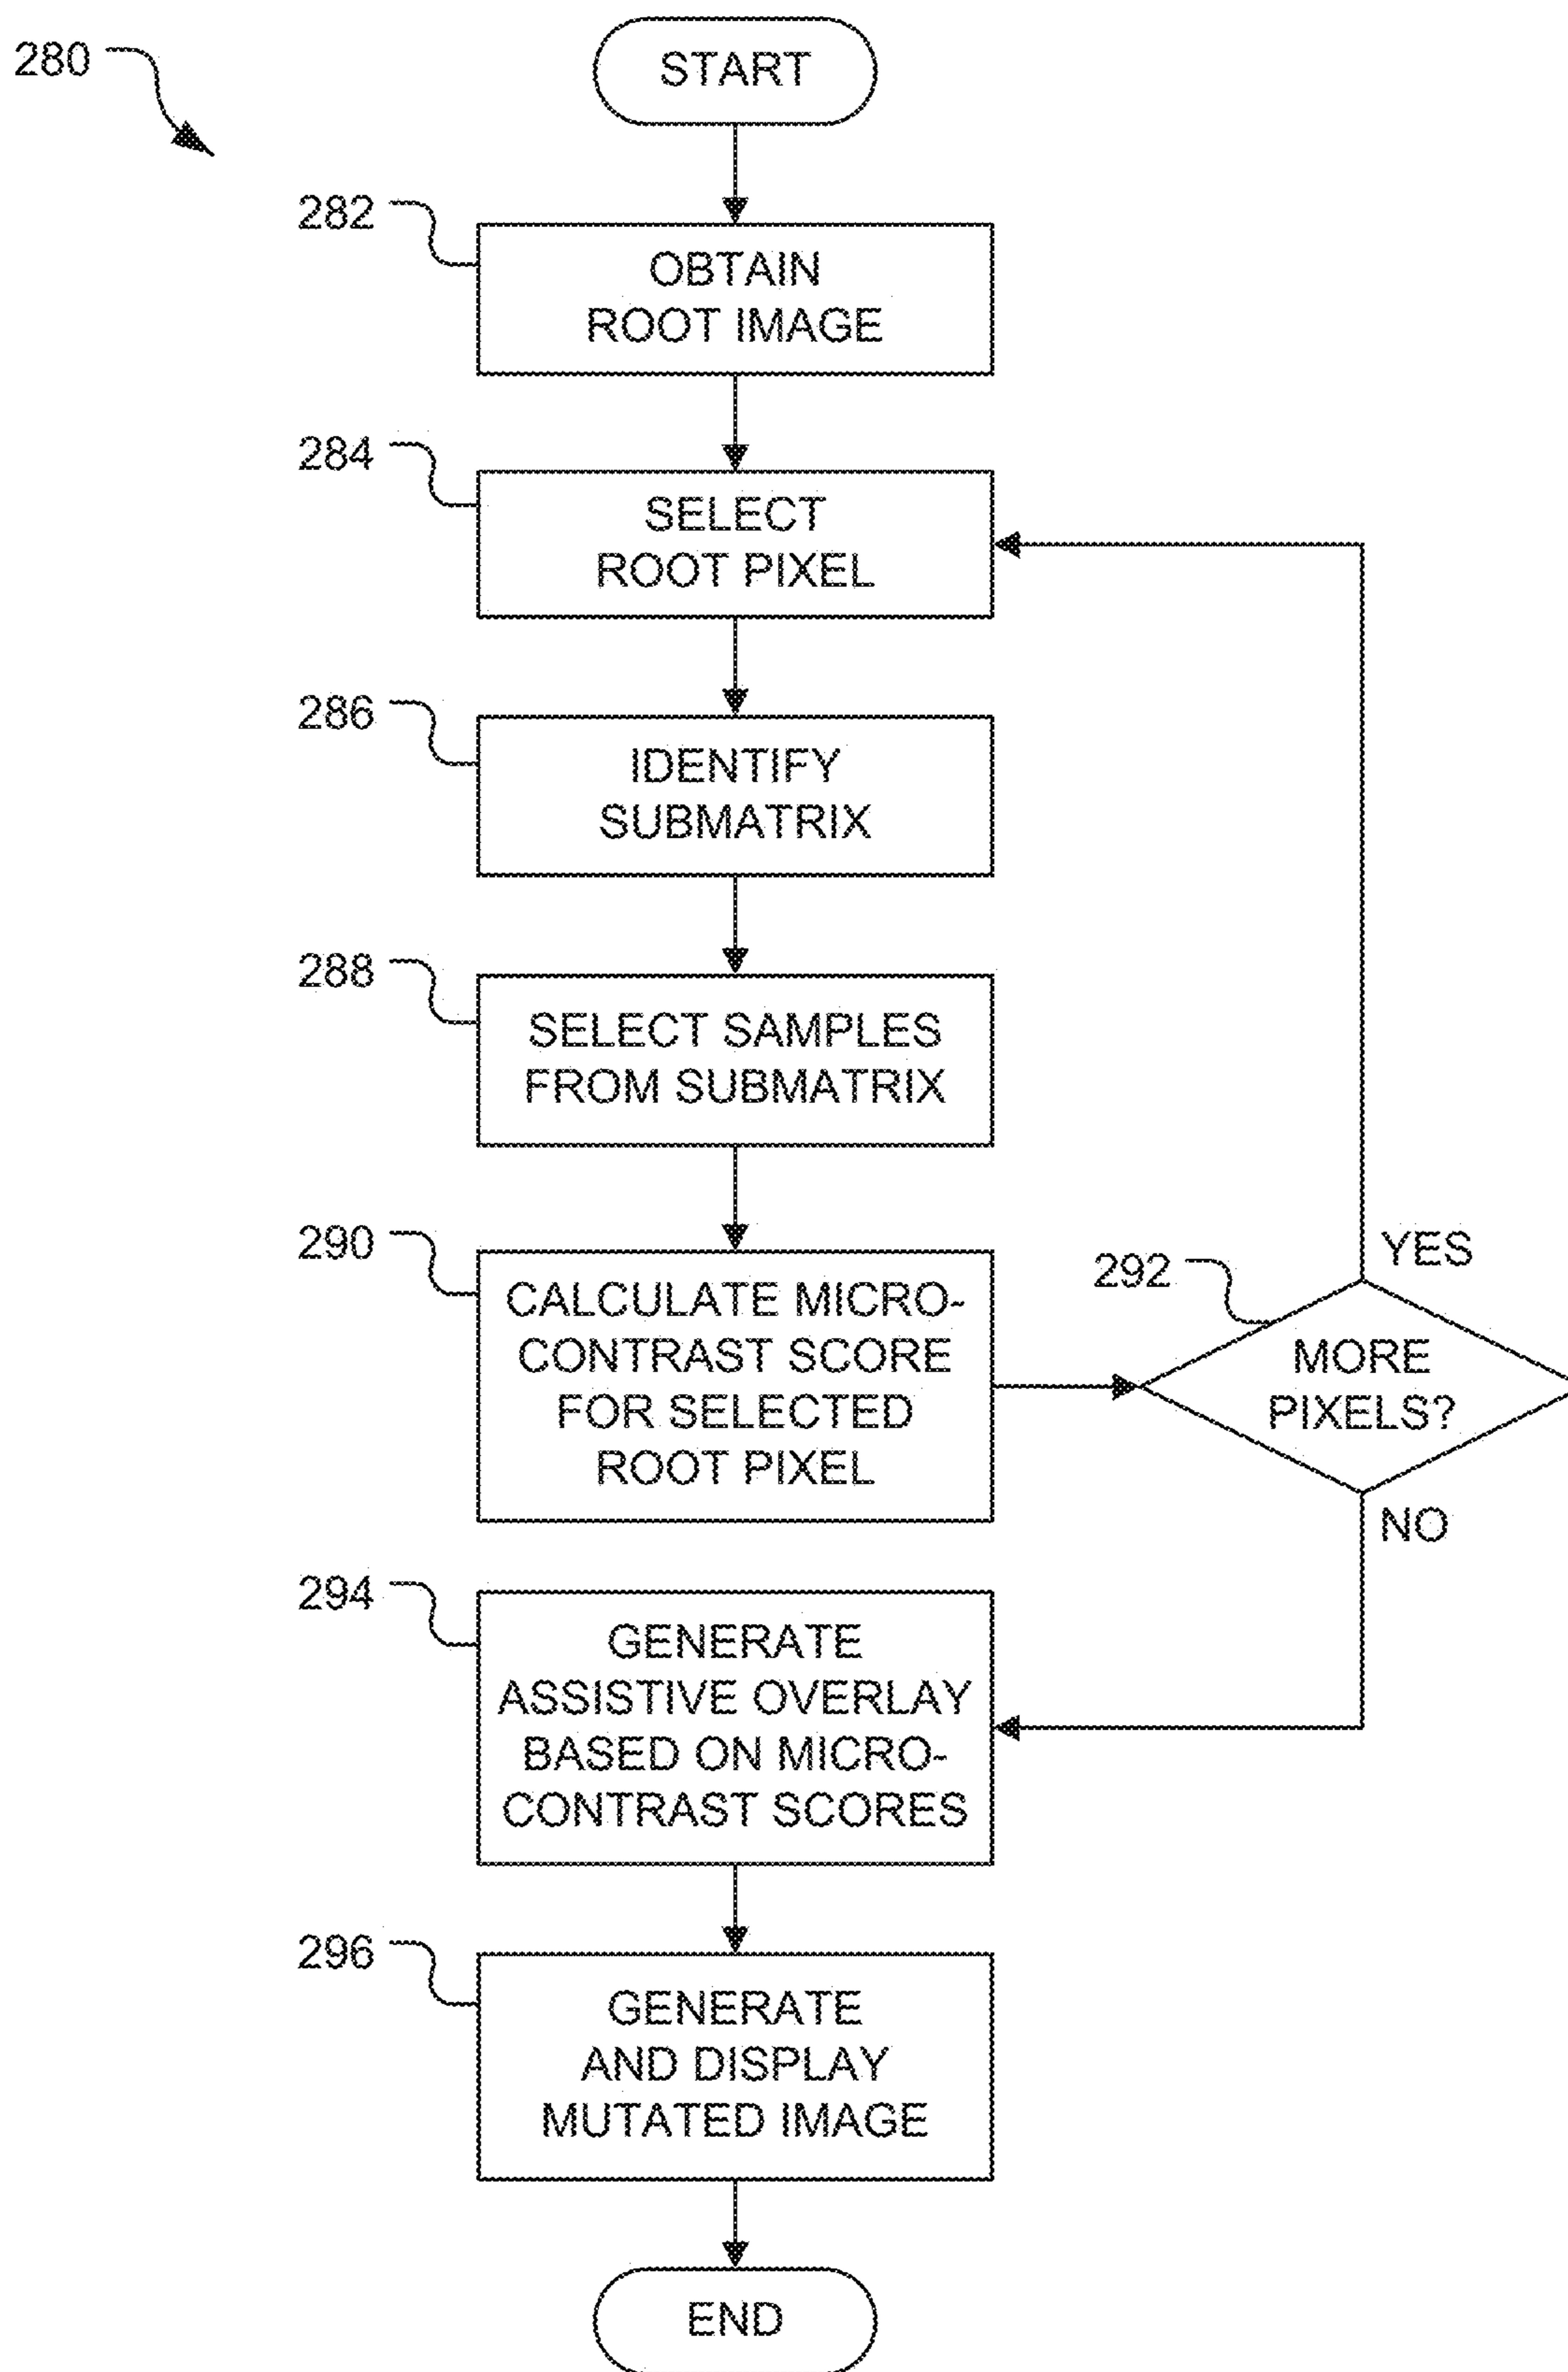 280
START
282
OBTAIN
ROOT IMAGE
284
SELECT
ROOT PIXEL
286
IDENTIFY
SUBMATRIX
288
SELECT SAMPLES
FROM SUBMATRIX
290
CALCULATE MICRO-
CONTRAST SCORE
FOR SELECTED
ROOT PIXEL
292
MORE
PIXELS?
YES
NO
294
GENERATE
ASSISTIVE OVERLAY
BASED ON MICRO-
CONTRAST SCORES
296
GENERATE
AND DISPLAY
MUTATED IMAGE
END